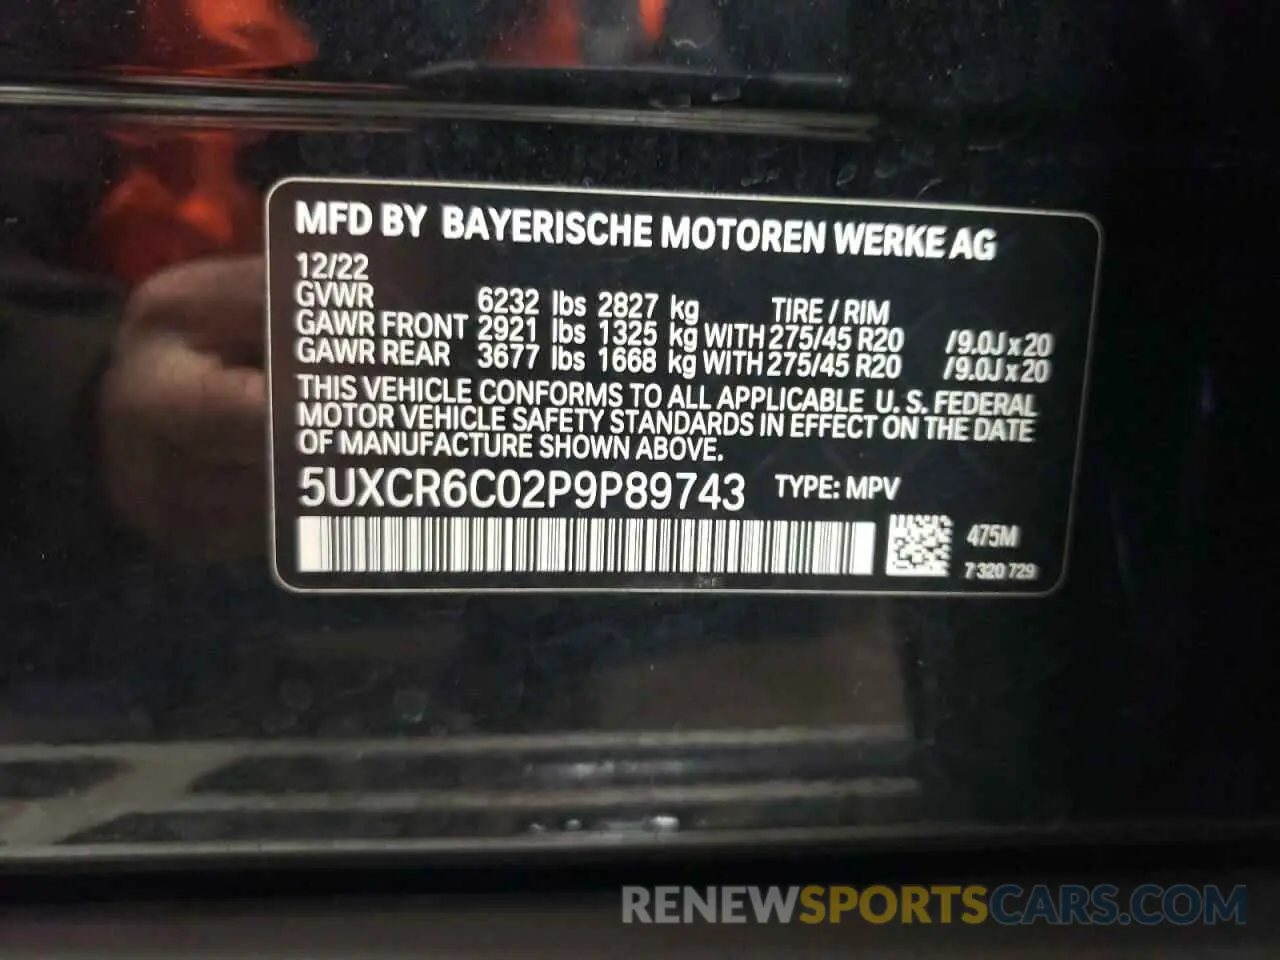 MFD BY BAYERISCHE MOTOREN WERKE AG
12/22
GVWR 6232 lbs 2827 kg TIRE / RIM
GAWR FRONT 2921 lbs 1325 kg WITH 275/45 R20 /9.0J x 20
GAWR REAR 3677 lbs 1668 kg WITH 275/45 R20 /9.0J x 20
THIS VEHICLE CONFORMS TO ALL APPLICABLE U. S. FEDERAL
MOTOR VEHICLE SAFETY STANDARDS IN EFFECT ON THE DATE
OF MANUFACTURE SHOWN ABOVE.
5UXCR6C02P9P89743 TYPE: MPV
475M
7 320 729
RENEWSPORTSCARS.COM